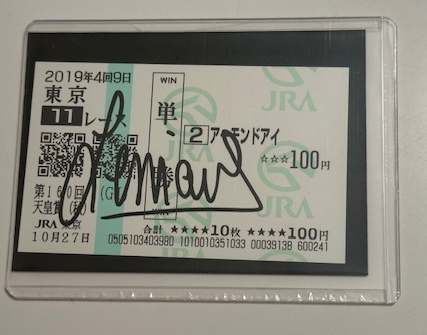 2019年4回9日
WIN
東京
単
11レース
2 アーモンドアイ
☆☆☆100円
JRA
JRA
第160回
天皇賞
JRA 東京
10月27日
合計 ★★★★10枚 ★★★★100円
0505103403980 1010010351033 00039138 600241